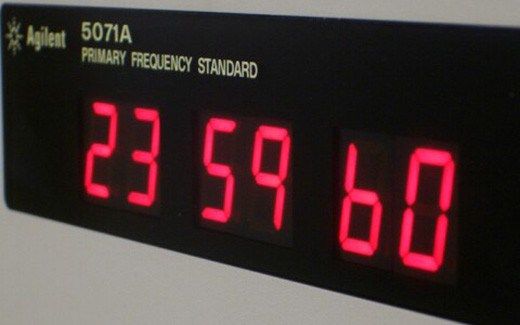 Agilent 5071A
PRIMARY FREQUENCY STANDARD
23 59 60